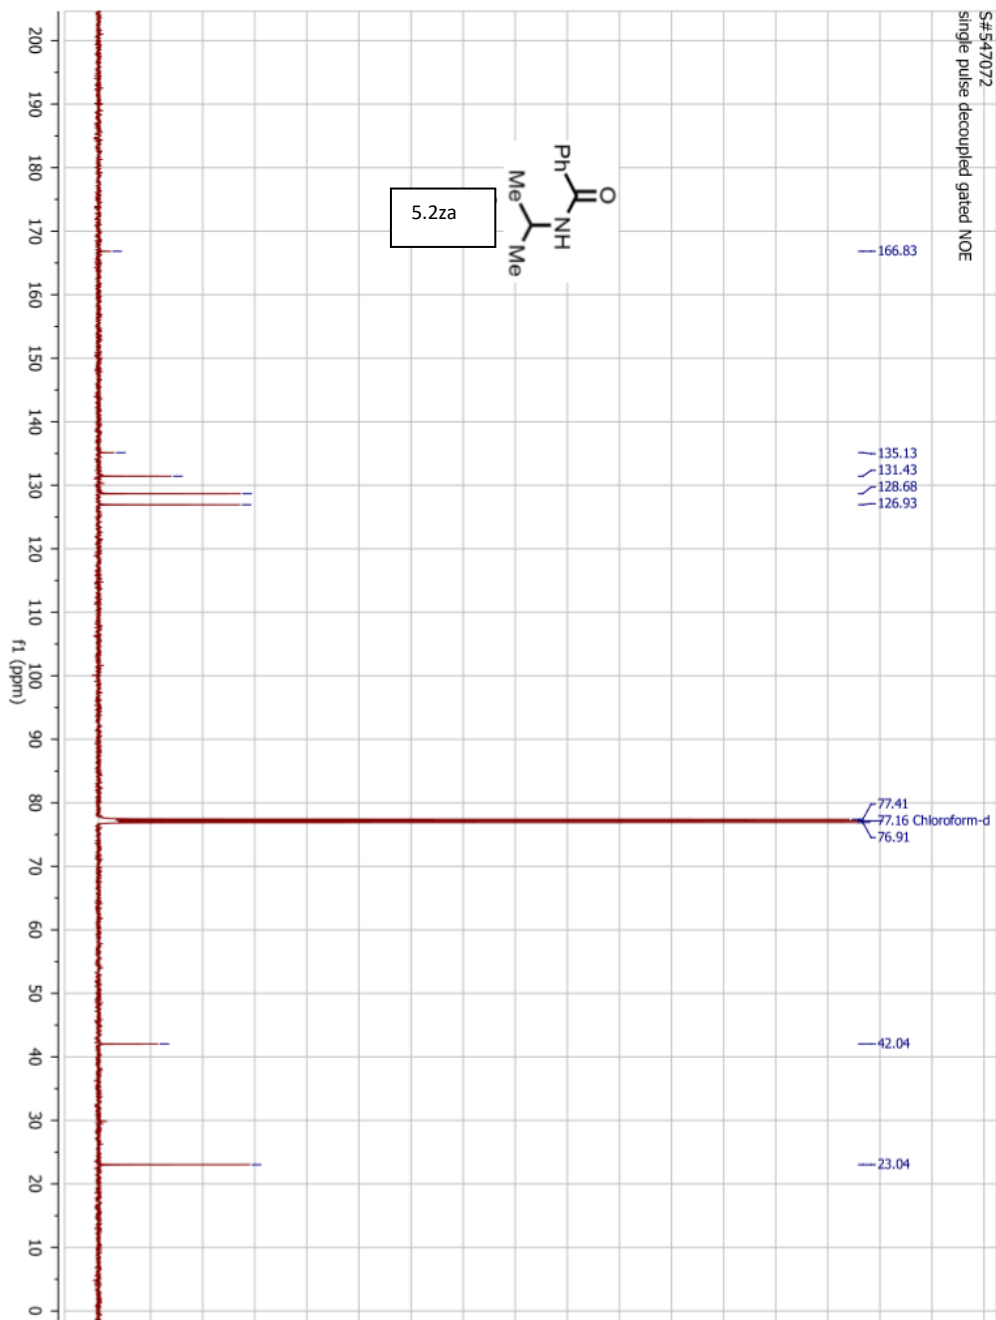 S#547072
single pulse decoupled gated NOE
166.83
135.13
131.43
128.68
126.93
77.41
77.16 Chloroform-d
76.91
42.04
23.04
O
Ph
NH
Me
Me
5.2za
200 190 180 170 160 150 140 130 120 110 100 90 80 70 60 50 40 30 20 10 0
f1 (ppm)